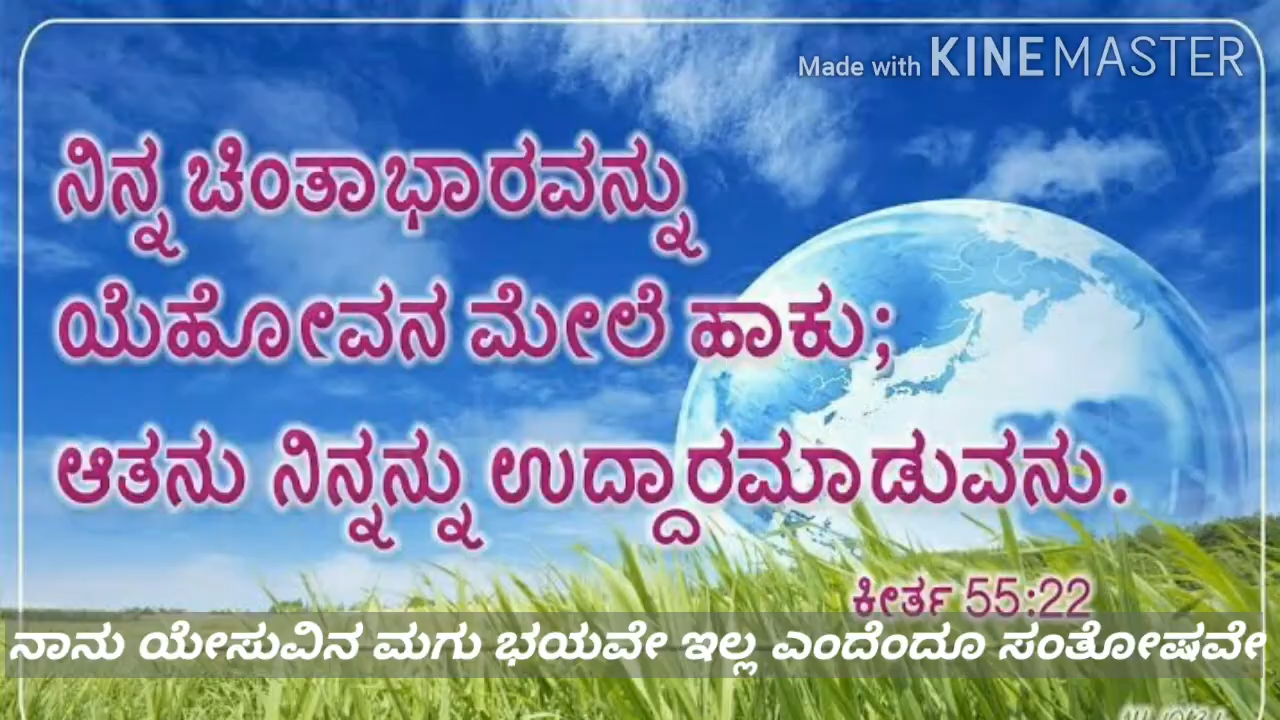 Made with KINEMASTER
ನಿನ್ನ ಚಿಂತಾಭಾರವನ್ನು
ಯೆಹೋವನ ಮೇಲೆ ಹಾಕು;
ಆತನು ನಿನ್ನನ್ನು ಉದ್ದಾರಮಾಡುವನು.
ಕೀರ್ತ 55:22
ನಾನು ಯೇಸುವಿನ ಮಗು ಭಯವೇ ಇಲ್ಲ ಎಂದೆಂದೂ ಸಂತೋಷವೇ